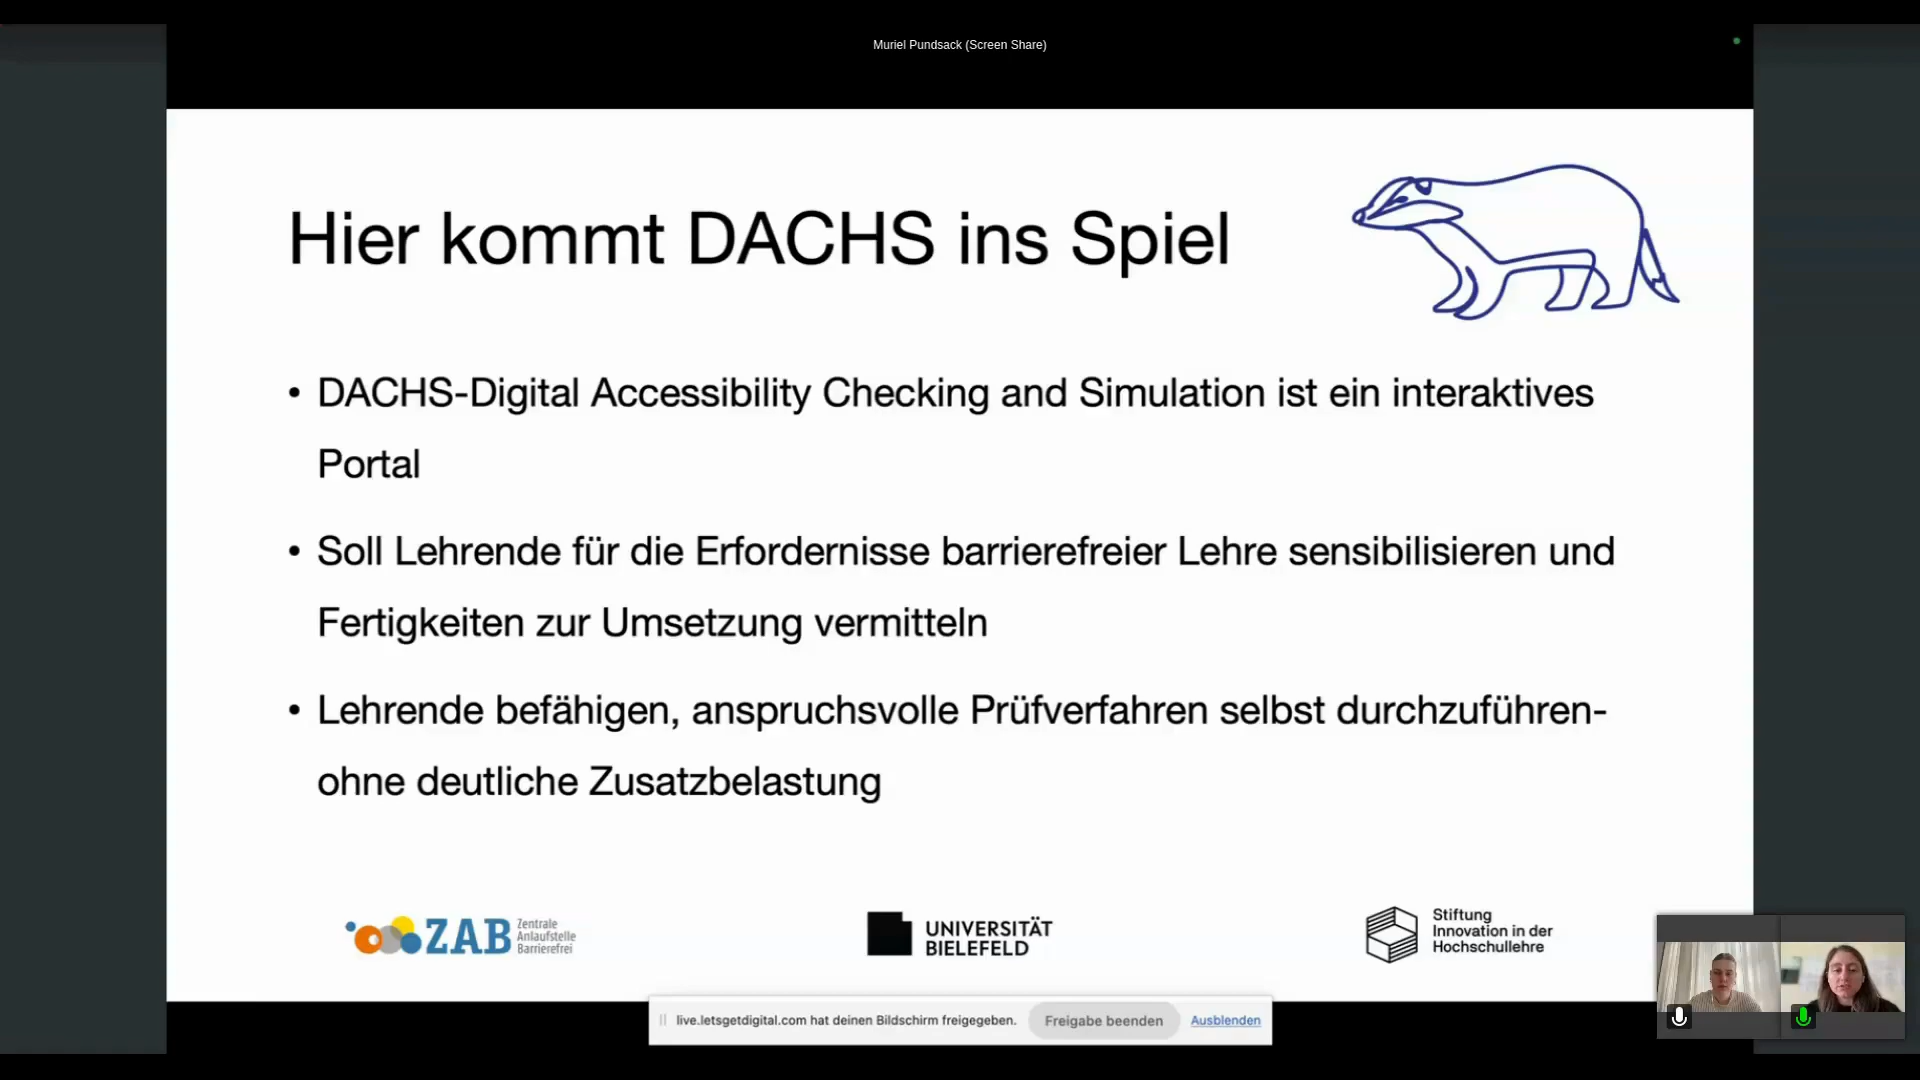 Muriel Pundsack (Screen Share)
Hier kommt DACHS ins Spiel
• DACHS-Digital Accessibility Checking and Simulation ist ein interaktives
Portal
• Soll Lehrende für die Erfordernisse barrierefreier Lehre sensibilisieren und
Fertigkeiten zur Umsetzung vermitteln
• Lehrende befähigen, anspruchsvolle Prüfverfahren selbst durchzuführen-
ohne deutliche Zusatzbelastung
ZAB
Zentrale
Anlaufstelle
Barrierefrei
UNIVERSITÄT
BIELEFELD
Stiftung
Innovation in der
Hochschullehre
live.letsgetdigital.com hat deinen Bildschirm freigegeben.
Freigabe beenden
Ausblenden